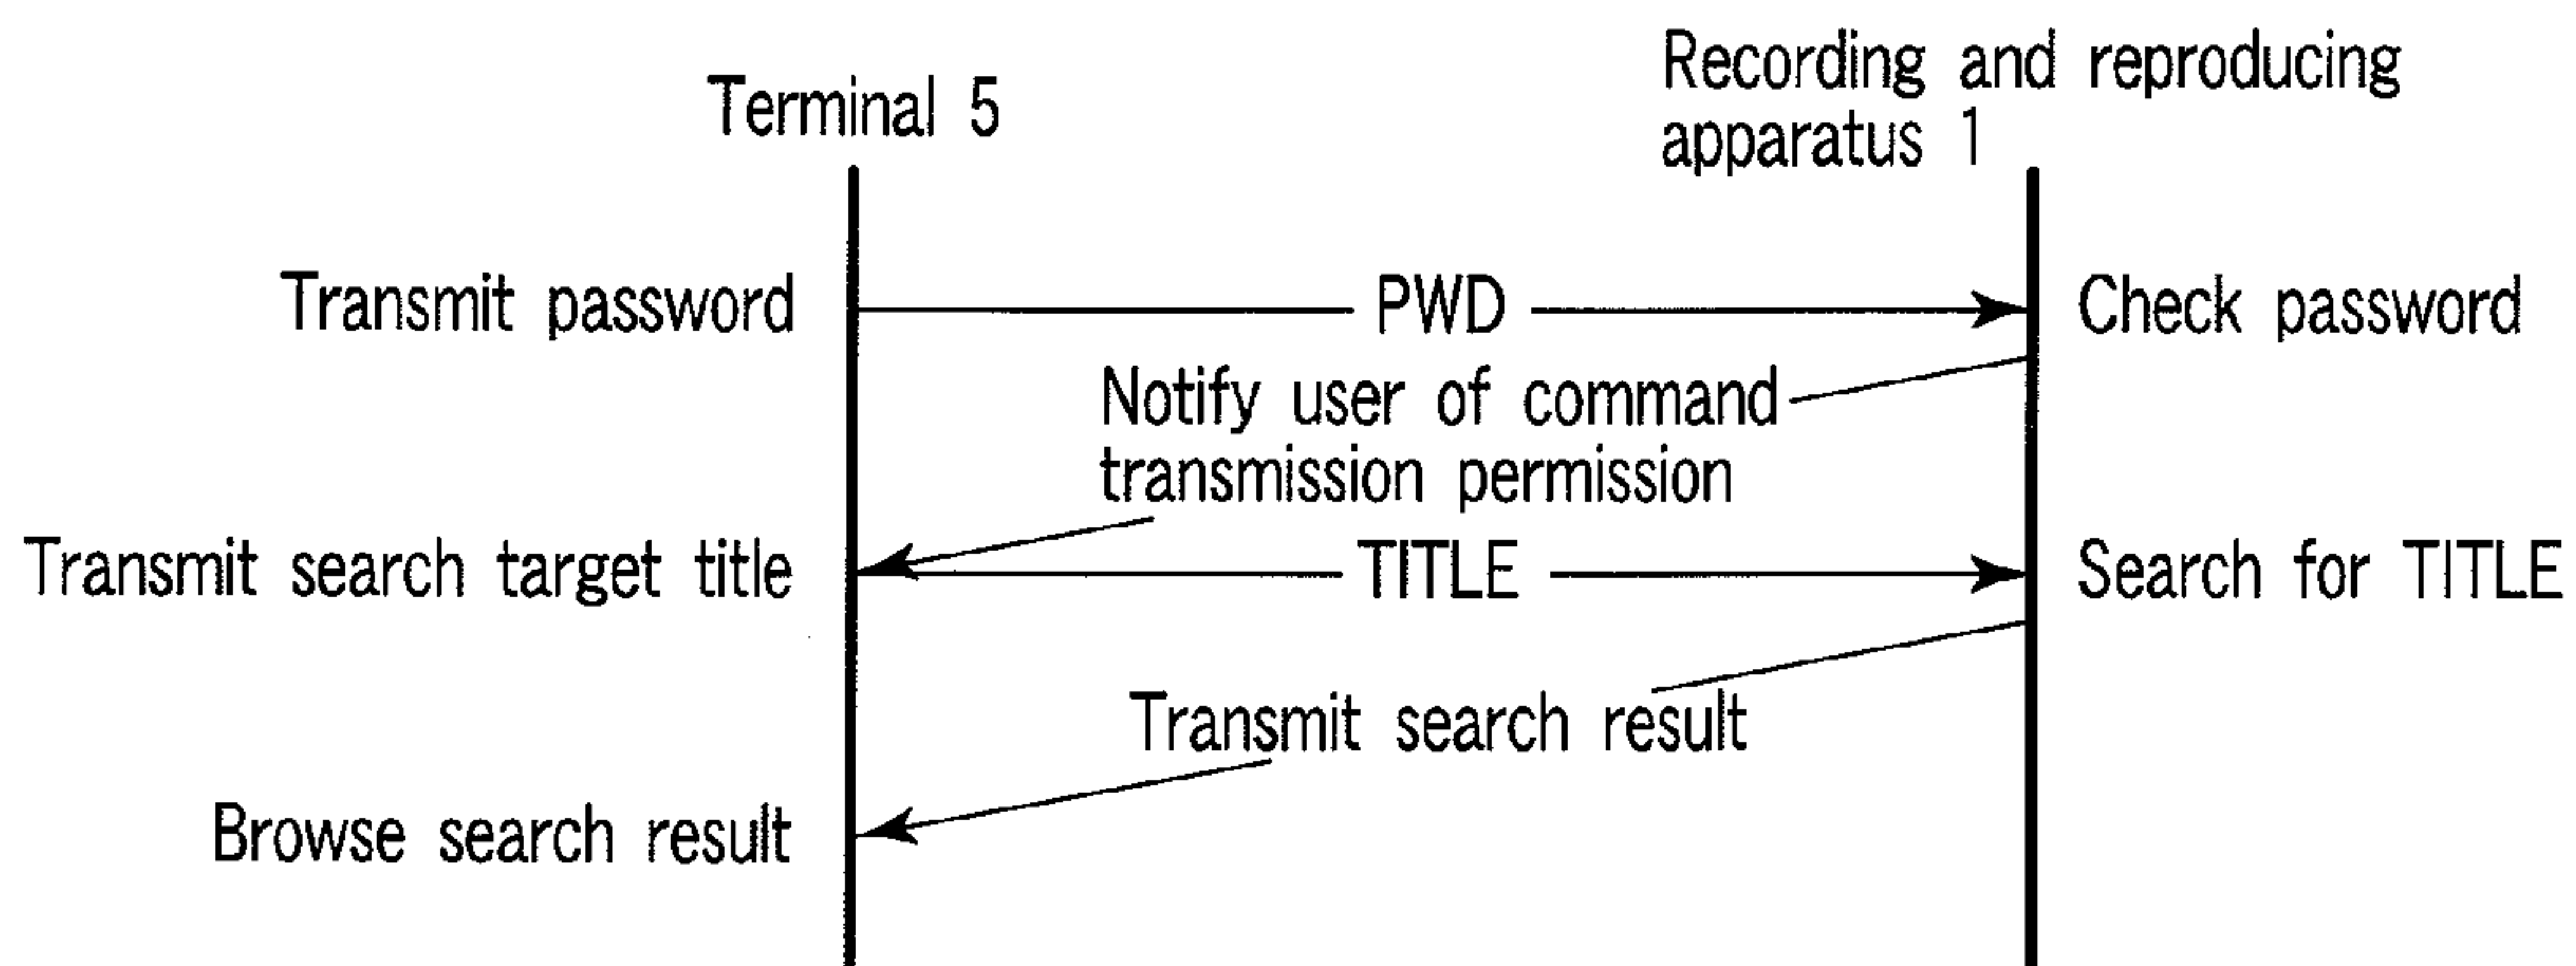 Terminal 5
Recording and reproducing
apparatus 1
Transmit password
PWD
Check password
Notify user of command
transmission permission
Transmit search target title
TITLE
Search for TITLE
Transmit search result
Browse search result